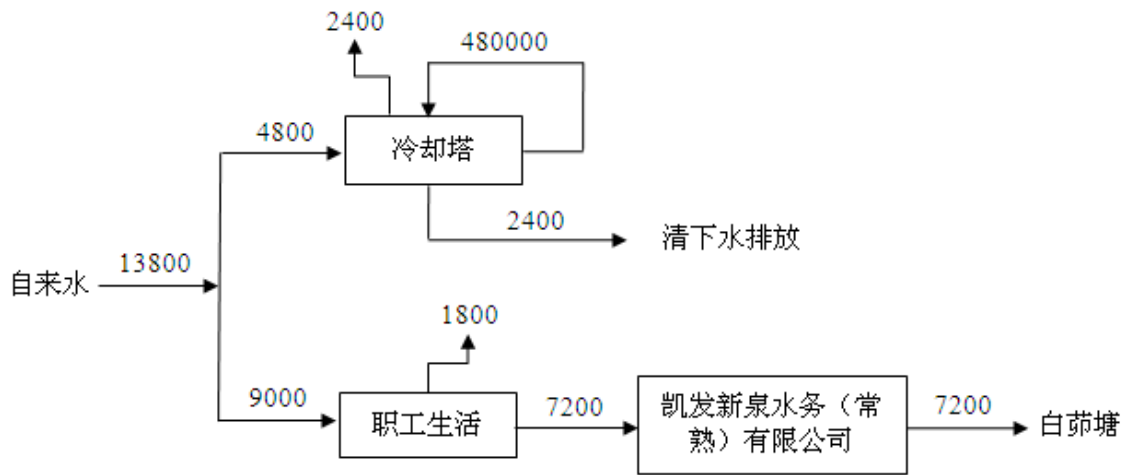 2400
480000
4800
冷却塔
2400
清下水排放
自来水
13800
1800
9000
职工生活
7200
凯发新泉水务（常
熟）有限公司
7200
白茆塘